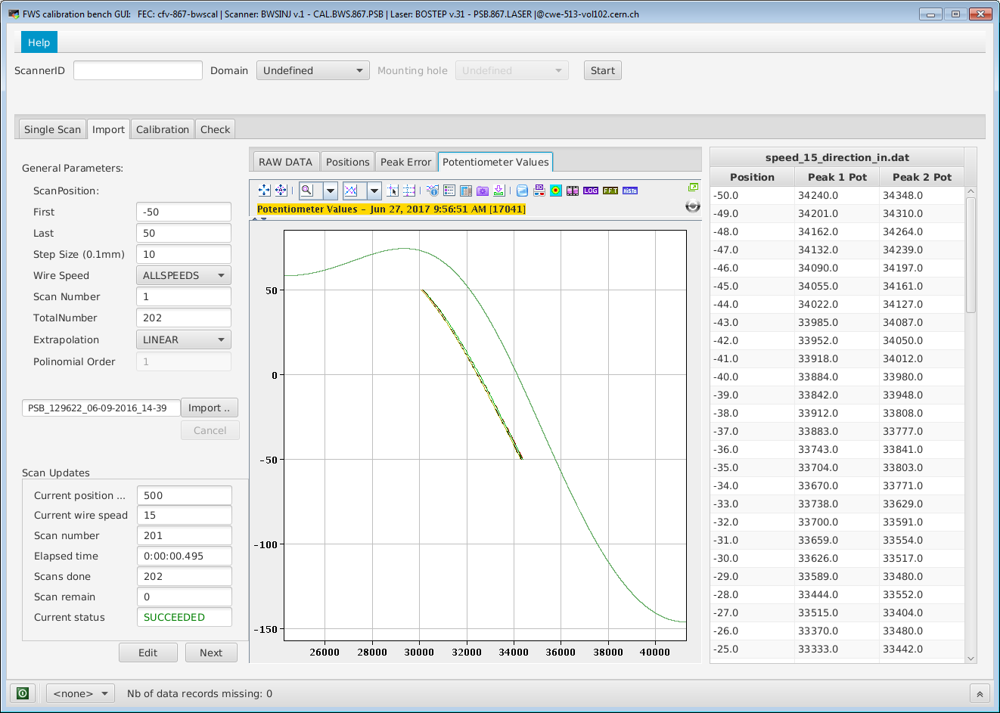 FWS calibration bench GUI: FEC: cfv-867-bwscal | Scanner: BWSINJ v.1 - CAL.BWS.867.PSB | Laser: BOSTEP v.31 - PSB.867.LASER |@cwe-513-vol102.cern.ch
Help
ScannerID Domain Undefined Mounting hole Undefined Start
Single Scan Import Calibration Check
General Parameters:
ScanPosition:
First -50
Last 50
Step Size (0.1mm) 10
Wire Speed ALLSPEEDS
Scan Number 1
TotalNumber 202
Extrapolation LINEAR
Polinomial Order 1
PSB_129622_06-09-2016_14-39 Import ..
Cancel
Scan Updates
Current position ... 500
Current wire spead 15
Scan number 201
Elapsed time 0:00:00.495
Scans done 202
Scan remain 0
Current status SUCCEEDED
Edit Next
RAW DATA Positions Peak Error Potentiometer Values
3D LOG FFT HISTO
Potentiometer Values - Jun 27, 2017 9:56:51 AM [17041]
50
0
-50
-100
-150
26000 28000 30000 32000 34000 36000 38000 40000
speed_15_direction_in.dat
Position Peak 1 Pot Peak 2 Pot
-50.0 34240.0 34348.0
-49.0 34201.0 34310.0
-48.0 34162.0 34264.0
-47.0 34132.0 34239.0
-46.0 34090.0 34197.0
-45.0 34055.0 34161.0
-44.0 34022.0 34127.0
-43.0 33985.0 34087.0
-42.0 33952.0 34050.0
-41.0 33918.0 34012.0
-40.0 33884.0 33980.0
-39.0 33842.0 33948.0
-38.0 33912.0 33808.0
-37.0 33883.0 33777.0
-36.0 33743.0 33841.0
-35.0 33704.0 33803.0
-34.0 33670.0 33771.0
-33.0 33738.0 33629.0
-32.0 33700.0 33591.0
-31.0 33659.0 33554.0
-30.0 33626.0 33517.0
-29.0 33589.0 33480.0
-28.0 33444.0 33552.0
-27.0 33515.0 33404.0
-26.0 33370.0 33480.0
-25.0 33333.0 33442.0
<none> Nb of data records missing: 0